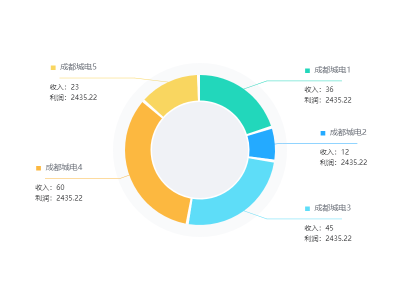 成都城电5
收入： 23
利润： 2435.22
成都城电1
收入： 36
利润： 2435.22
成都城电2
收入： 12
利润： 2435.22
成都城电4
收入： 60
利润： 2435.22
成都城电3
收入： 45
利润： 2435.22